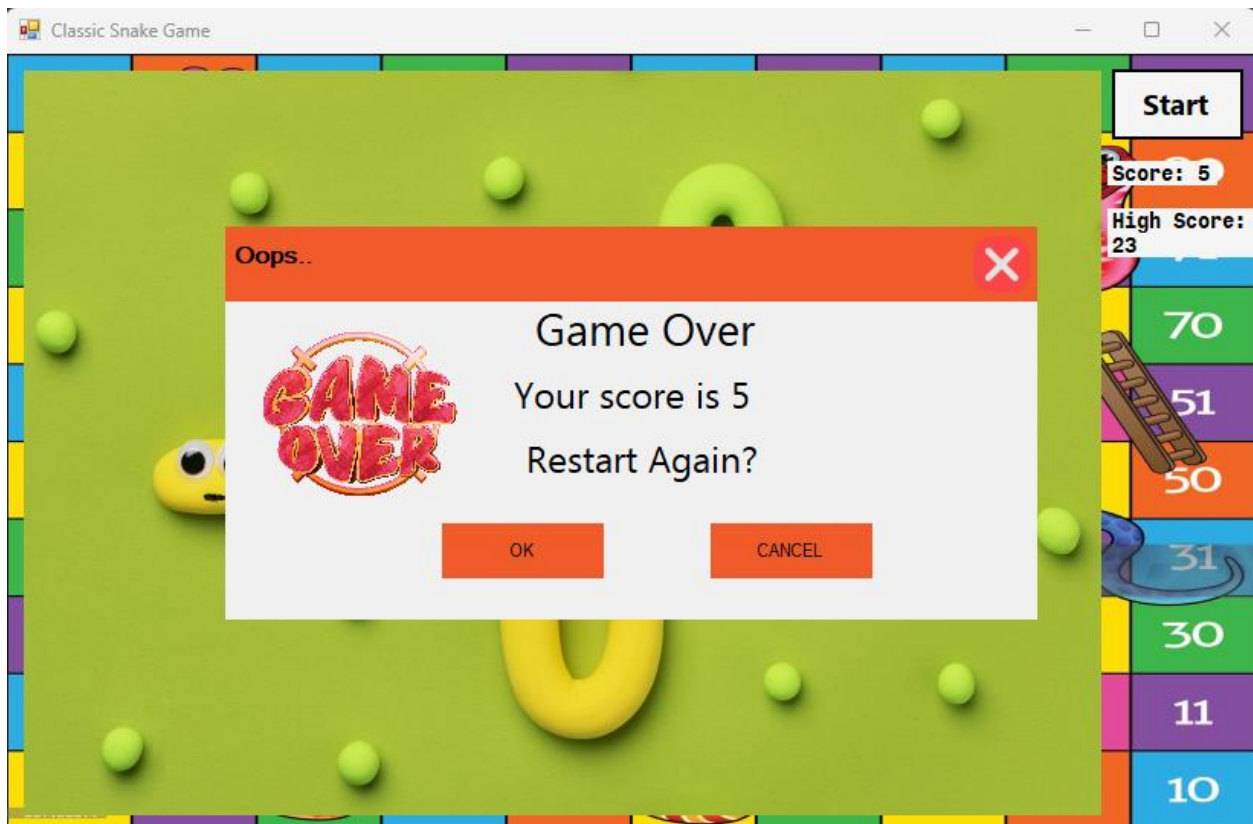 Classic Snake Game
Start
Score: 5
High Score:
23
Oops..
Game Over
GAME
OVER
Your score is 5
Restart Again?
OK
CANCEL
70
51
50
31
30
11
10